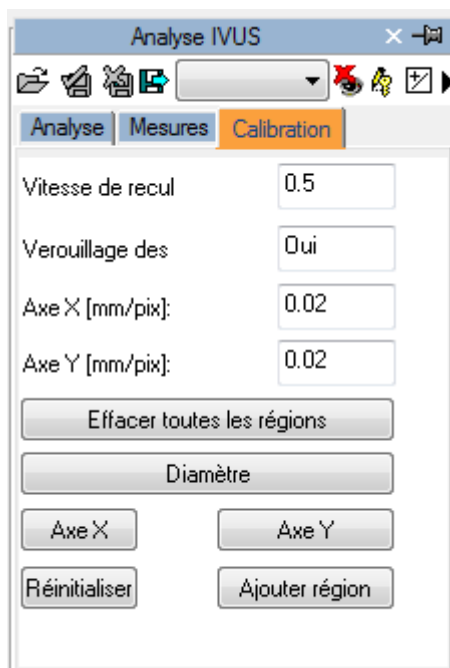 Analyse IVUS
Analyse Mesures Calibration
Vitesse de recul 0.5
Verouillage des Oui
Axe X [mm/pix]: 0.02
Axe Y [mm/pix]: 0.02
Effacer toutes les régions
Diamètre
Axe X Axe Y
Réinitialiser Ajouter région